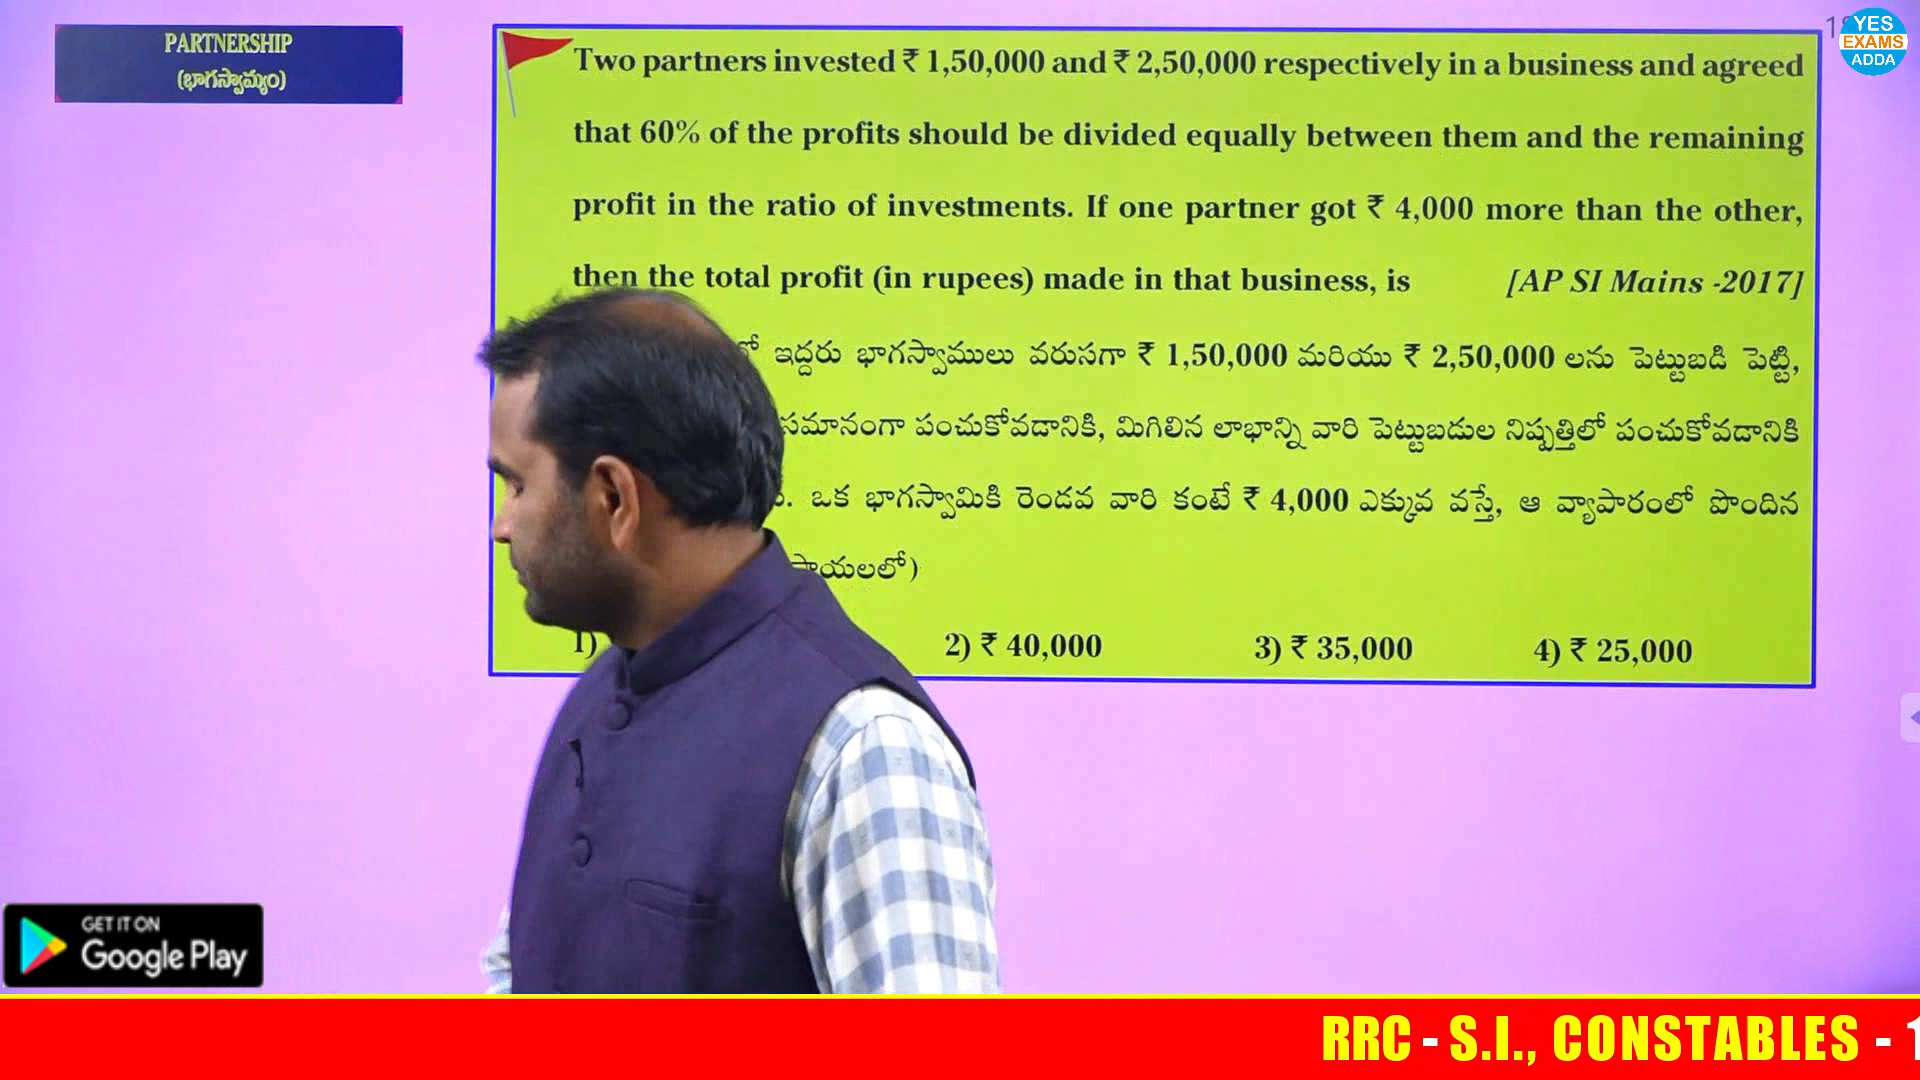 PARTNERSHIP
(భాగస్వామ్యం)
YES
EXAMS
ADDA
Two partners invested ₹ 1,50,000 and ₹ 2,50,000 respectively in a business and agreed
that 60% of the profits should be divided equally between them and the remaining
profit in the ratio of investments. If one partner got ₹ 4,000 more than the other,
then the total profit (in rupees) made in that business, is [AP SI Mains -2017]
ఇద్దరు భాగస్వాములు వరుసగా ₹ 1,50,000 మరియు ₹ 2,50,000 లను పెట్టుబడి పెట్టి,
సమానంగా పంచుకోవడానికి, మిగిలిన లాభాన్ని వారి పెట్టుబడుల నిష్పత్తిలో పంచుకోవడానికి
ఒక భాగస్వామికి రెండవ వారి కంటే ₹ 4,000 ఎక్కువ వస్తే, ఆ వ్యాపారంలో పొందిన
1) 2) ₹ 40,000 3) ₹ 35,000 4) ₹ 25,000
GET IT ON
Google Play
RRC - S.I., CONSTABLES - 1